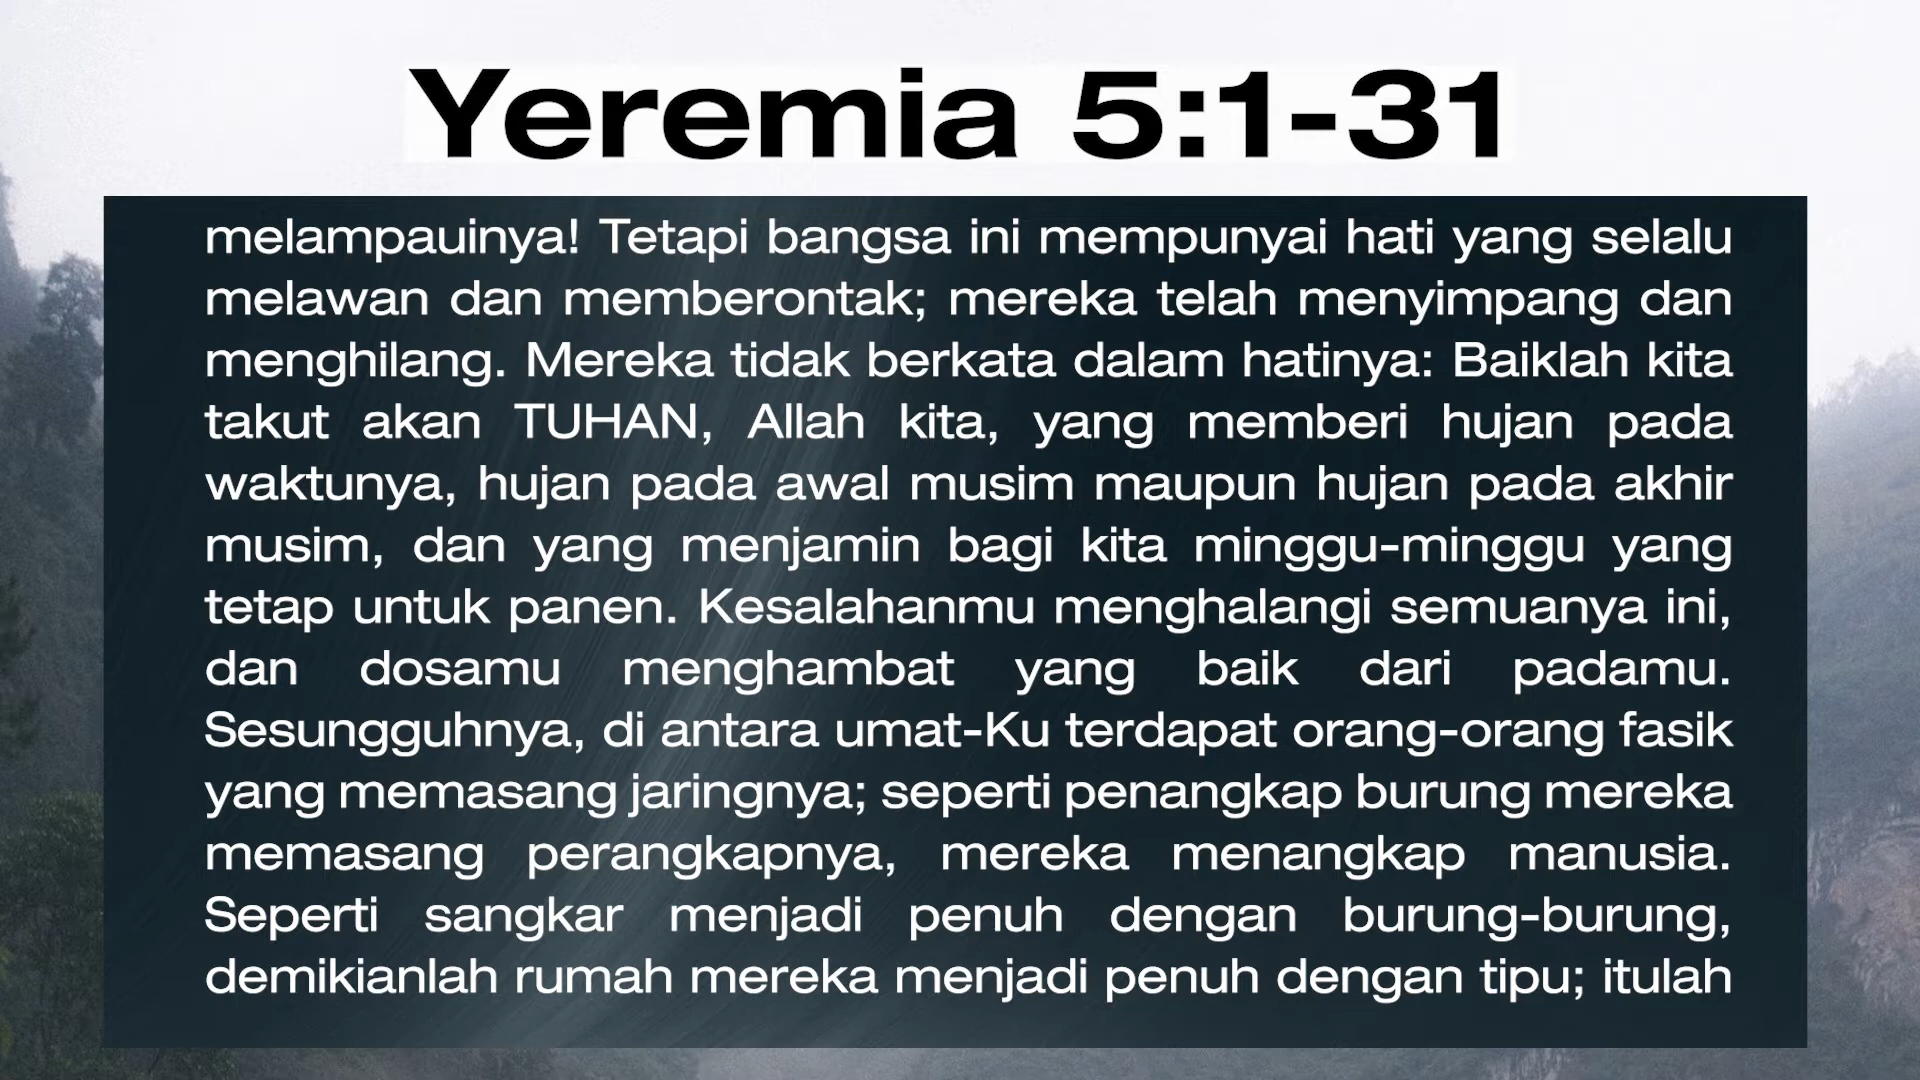 Yeremia 5:1-31
melampauinya! Tetapi bangsa ini mempunyai hati yang selalu
melawan dan memberontak; mereka telah menyimpang dan
menghilang. Mereka tidak berkata dalam hatinya: Baiklah kita
takut akan TUHAN, Allah kita, yang memberi hujan pada
waktunya, hujan pada awal musim maupun hujan pada akhir
musim, dan yang menjamin bagi kita minggu-minggu yang
tetap untuk panen. Kesalahanmu menghalangi semuanya ini,
dan dosamu menghambat yang baik dari padamu.
Sesungguhnya, di antara umat-Ku terdapat orang-orang fasik
yang memasang jaringnya; seperti penangkap burung mereka
memasang perangkapnya, mereka menangkap manusia.
Seperti sangkar menjadi penuh dengan burung-burung,
demikianlah rumah mereka menjadi penuh dengan tipu; itulah